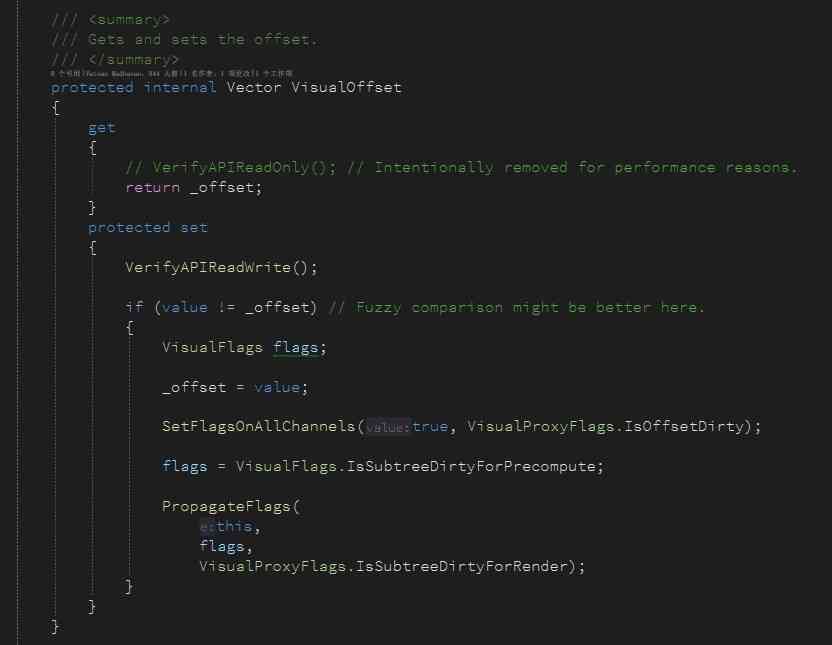 /// <summary>
/// Gets and sets the offset.
/// </summary>
protected internal Vector VisualOffset
{
get
{
// VerifyAPIReadOnly(); // Intentionally removed for performance reasons.
return _offset;
}
protected set
{
VerifyAPIReadWrite();
if (value != _offset) // Fuzzy comparison might be better here.
{
VisualFlags flags;
_offset = value;
SetFlagsOnAllChannels(value:true, VisualProxyFlags.IsOffsetDirty);
flags = VisualFlags.IsSubtreeDirtyForPrecompute;
PropagateFlags(
e:this,
flags,
VisualProxyFlags.IsSubtreeDirtyForRender);
}
}
}